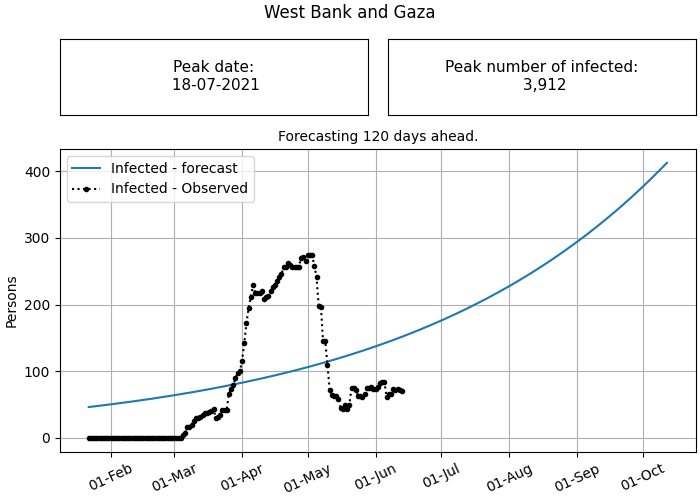 West Bank and Gaza
Peak date:
18-07-2021
Peak number of infected:
3,912
Forecasting 120 days ahead.
Infected - forecast
Infected - Observed
Persons
400
300
200
100
0
01-Feb
01-Mar
01-Apr
01-May
01-Jun
01-Jul
01-Aug
01-Sep
01-Oct